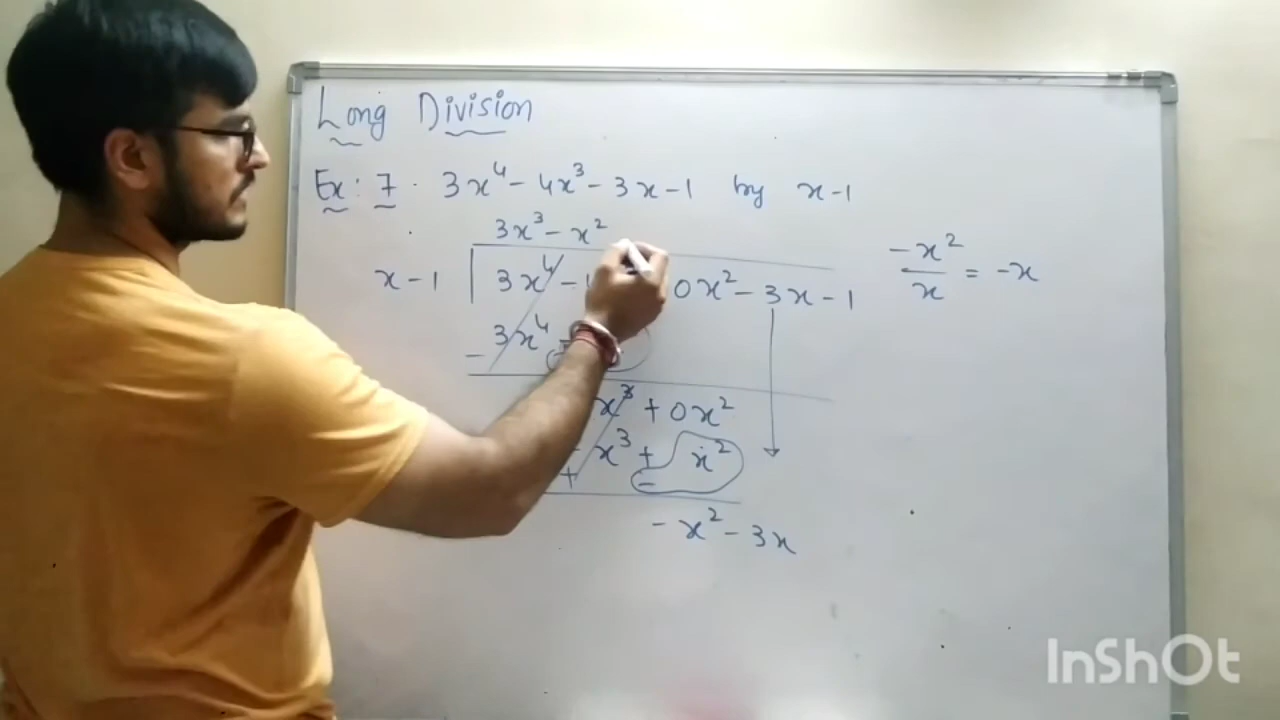 Long Division
Ex: 7. 3x⁴ - 4x³ - 3x - 1 by x - 1
3x³ - x²
x - 1 | 3x⁴ - 0x² - 3x - 1
-x²/x = -x
- 3x⁴
x³ + 0x²
x³ + x²
+ -
- x² - 3x
InShOt